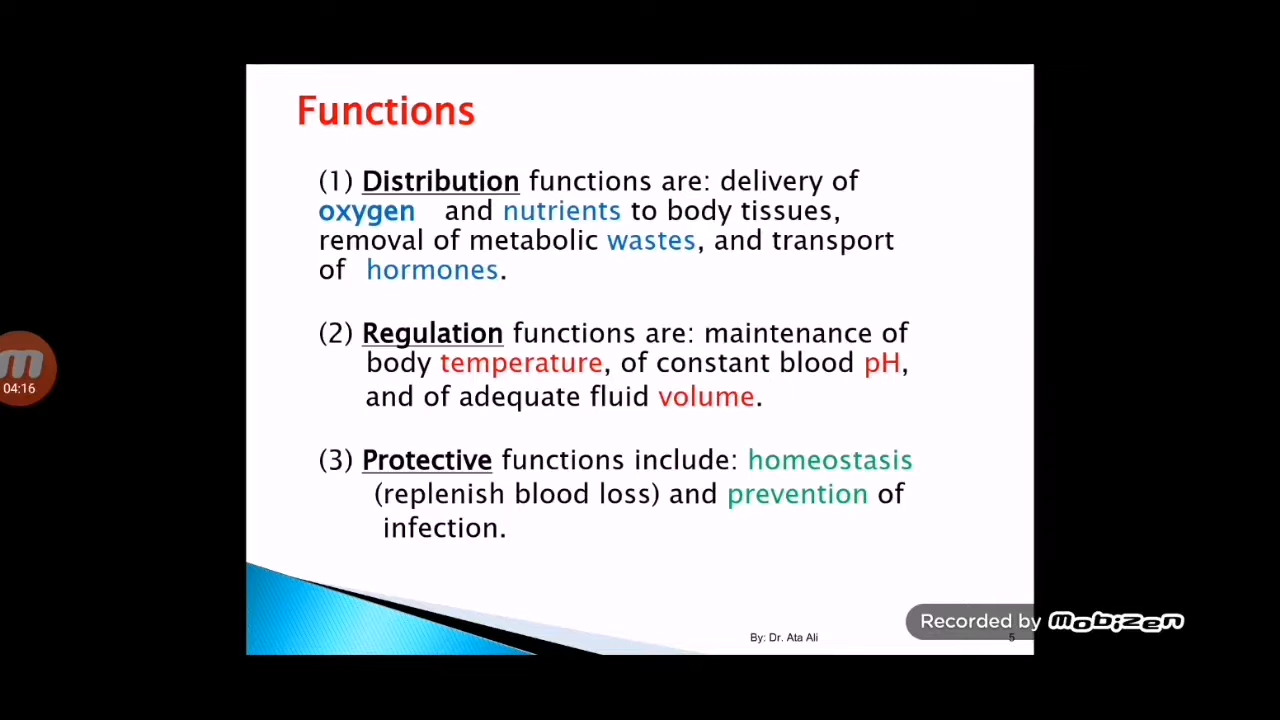 Functions
(1) Distribution functions are: delivery of
oxygen and nutrients to body tissues,
removal of metabolic wastes, and transport
of hormones.
(2) Regulation functions are: maintenance of
body temperature, of constant blood pH,
and of adequate fluid volume.
(3) Protective functions include: homeostasis
(replenish blood loss) and prevention of
infection.
M
04:16
Recorded by mobizen
By: Dr. Ata Ali
5